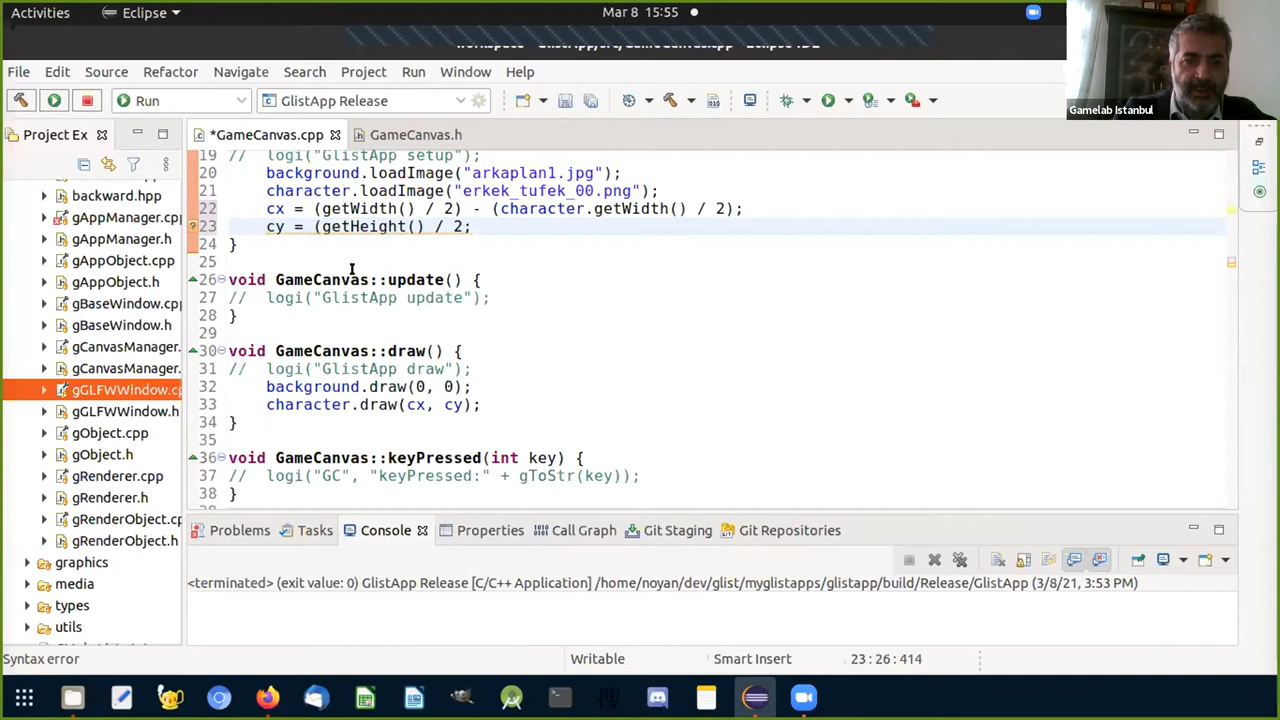 Activities
Eclipse
Mar 8 15:55
Gamelab Istanbul
File Edit Source Refactor Navigate Search Project Run Window Help
Run
GlistApp Release
Project Ex
*GameCanvas.cpp
GameCanvas.h
backward.hpp
gAppManager.cpp
gAppManager.h
gAppObject.cpp
gAppObject.h
gBaseWindow.cpp
gBaseWindow.h
gCanvasManager.
gCanvasManager.
gGLFWWindow.cp
gGLFWWindow.h
gObject.cpp
gObject.h
gRenderer.cpp
gRenderer.h
gRenderObject.cp
gRenderObject.h
graphics
media
types
utils
19 // logi("GlistApp setup");
20 background.loadImage("arkaplan1.jpg");
21 character.loadImage("erkek_tufek_00.png");
22 cx = (getWidth() / 2) - (character.getWidth() / 2);
23 cy = (getHeight() / 2;
24 }
25
26 void GameCanvas::update() {
27 // logi("GlistApp update");
28 }
29
30 void GameCanvas::draw() {
31 // logi("GlistApp draw");
32 background.draw(0, 0);
33 character.draw(cx, cy);
34 }
35
36 void GameCanvas::keyPressed(int key) {
37 // logi("GC", "keyPressed:" + gToStr(key));
38 }
Problems Tasks Console Properties Call Graph Git Staging Git Repositories
<terminated> (exit value: 0) GlistApp Release [C/C++ Application] /home/noyan/dev/glist/myglistapps/glistapp/build/Release/GlistApp (3/8/21, 3:53 PM)
Syntax error
Writable
Smart Insert
23 : 26 : 414